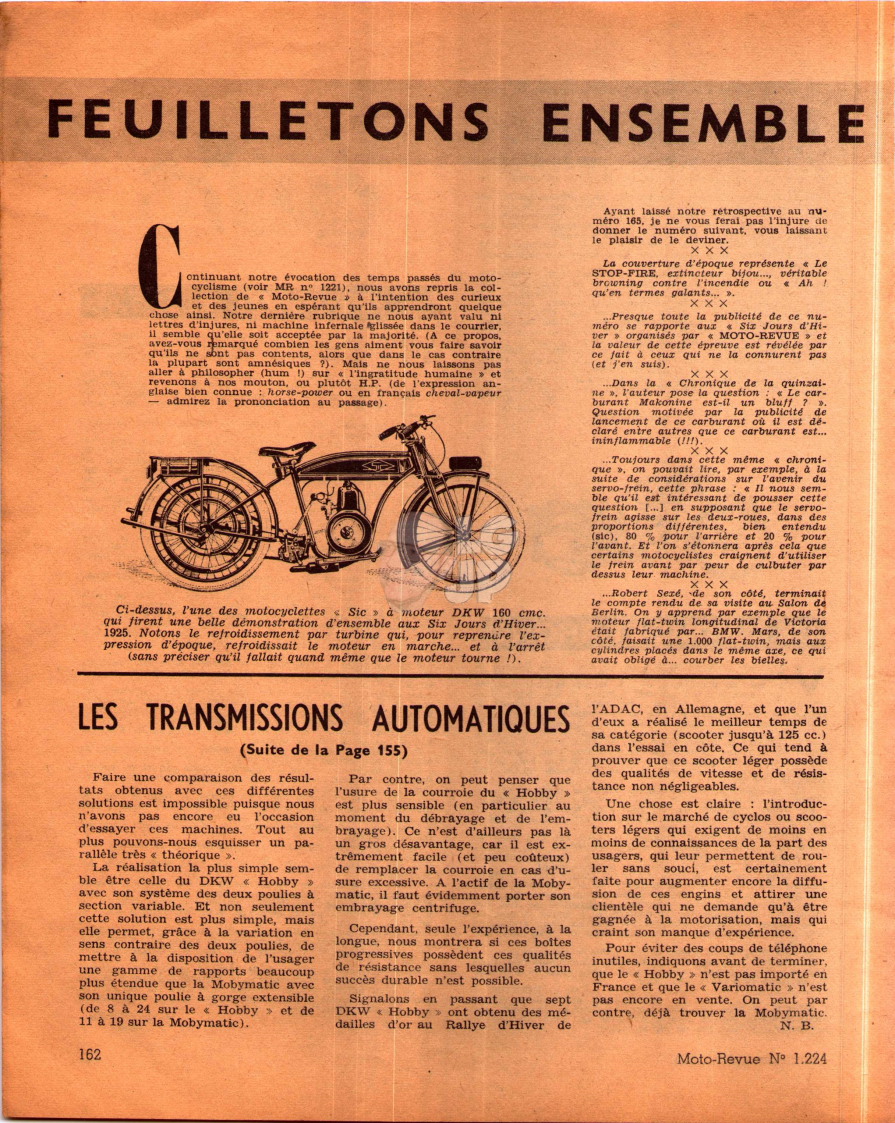 FEUILLETONS ENSEMBLE
Continuant notre évocation des temps passés du moto-
cyclisme (voir MR n° 1221), nous avons repris la col-
lection de « Moto-Revue » à l'intention des curieux
et des jeunes en espérant qu'ils apprendront quelque
chose ainsi. Notre dernière rubrique ne nous ayant valu ni
lettres d'injures, ni machine infernale glissée dans le courrier,
il semble qu'elle soit acceptée par la majorité. (A ce propos,
avez-vous remarqué combien les gens aiment vous faire savoir
qu'ils ne sont pas contents, alors que dans le cas contraire
la plupart sont amnésiques ?). Mais ne nous laissons pas
aller à philosopher (hum !) sur « l'ingratitude humaine » et
revenons à nos mouton, ou plutôt H.P. (de l'expression an-
glaise bien connue : horse-power ou en français cheval-vapeur
— admirez la prononciation au passage).
Ci-dessus, l'une des motocyclettes « Sic » à moteur DKW 160 cmc.
qui firent une belle démonstration d'ensemble aux Six Jours d'Hiver...
1925. Notons le refroidissement par turbine qui, pour reprendre l'ex-
pression d'époque, refroidissait le moteur en marche... et à l'arrêt
(sans préciser qu'il fallait quand même que le moteur tourne !).
Ayant laissé notre rétrospective au nu-
méro 165, je ne vous ferai pas l'injure de
donner le numéro suivant, vous laissant
le plaisir de le deviner.
× × ×
La couverture d'époque représente « Le
STOP-FIRE, extincteur bijou..., véritable
browning contre l'incendie ou « Ah !
qu'en termes galants... ».
× × ×
...Presque toute la publicité de ce nu-
méro se rapporte aux « Six Jours d'Hi-
ver » organisés par « MOTO-REVUE » et
la valeur de cette épreuve est révélée par
ce fait à ceux qui ne la connurent pas
(et j'en suis).
× × ×
...Dans la « Chronique de la quinzai-
ne », l'auteur pose la question : « Le car-
burant Makonine est-il un bluff ? ».
Question motivée par la publicité de
lancement de ce carburant où il est dé-
claré entre autres que ce carburant est...
ininflammable (!!!).
× × ×
...Toujours dans cette même « chroni-
que », on pouvait lire, par exemple, à la
suite de considérations sur l'avenir du
servo-frein, cette phrase : « Il nous sem-
ble qu'il est intéressant de pousser cette
question [...] en supposant que le servo-
frein agisse sur les deux-roues, dans des
proportions différentes, bien entendu
(sic), 80 % pour l'arrière et 20 % pour
l'avant. Et l'on s'étonnera après cela que
certains motocyclistes craignent d'utiliser
le frein avant par peur de culbuter par
dessus leur machine.
× × ×
...Robert Sexé, de son côté, terminait
le compte rendu de sa visite au Salon de
Berlin. On y apprend par exemple que le
moteur flat-twin longitudinal de Victoria
était fabriqué par... BMW. Mars, de son
côté, faisait une 1.000 flat-twin, mais aux
cylindres placés dans le même axe, ce qui
avait obligé à... courber les bielles.
LES TRANSMISSIONS AUTOMATIQUES
(Suite de la Page 155)
Faire une comparaison des résul-
tats obtenus avec ces différentes
solutions est impossible puisque nous
n'avons pas encore eu l'occasion
d'essayer ces machines. Tout au
plus pouvons-nous esquisser un pa-
rallèle très « théorique ».
La réalisation la plus simple sem-
ble être celle du DKW « Hobby »
avec son système des deux poulies à
section variable. Et non seulement
cette solution est plus simple, mais
elle permet, grâce à la variation en
sens contraire des deux poulies, de
mettre à la disposition de l'usager
une gamme de rapports beaucoup
plus étendue que la Mobymatic avec
son unique poulie à gorge extensible
(de 8 à 24 sur le « Hobby » et de
11 à 19 sur la Mobymatic).
Par contre, on peut penser que
l'usure de la courroie du « Hobby »
est plus sensible (en particulier au
moment du débrayage et de l'em-
brayage). Ce n'est d'ailleurs pas là
un gros désavantage, car il est ex-
trêmement facile (et peu coûteux)
de remplacer la courroie en cas d'u-
sure excessive. A l'actif de la Moby-
matic, il faut évidemment porter son
embrayage centrifuge.
Cependant, seule l'expérience, à la
longue, nous montrera si ces boîtes
progressives possèdent ces qualités
de résistance sans lesquelles aucun
succès durable n'est possible.
Signalons en passant que sept
DKW « Hobby » ont obtenu des mé-
dailles d'or au Rallye d'Hiver de
l'ADAC, en Allemagne, et que l'un
d'eux a réalisé le meilleur temps de
sa catégorie (scooter jusqu'à 125 cc.)
dans l'essai en côte. Ce qui tend à
prouver que ce scooter léger possède
des qualités de vitesse et de résis-
tance non négligeables.
Une chose est claire : l'introduc-
tion sur le marché de cyclos ou scoo-
ters légers qui exigent de moins en
moins de connaissances de la part des
usagers, qui leur permettent de rou-
ler sans souci, est certainement
faite pour augmenter encore la diffu-
sion de ces engins et attirer une
clientèle qui ne demande qu'à être
gagnée à la motorisation, mais qui
craint son manque d'expérience.
Pour éviter des coups de téléphone
inutiles, indiquons avant de terminer,
que le « Hobby » n'est pas importé en
France et que le « Variomatic » n'est
pas encore en vente. On peut par
contre, déjà trouver la Mobymatic.
N. B.
162
Moto-Revue N° 1.224